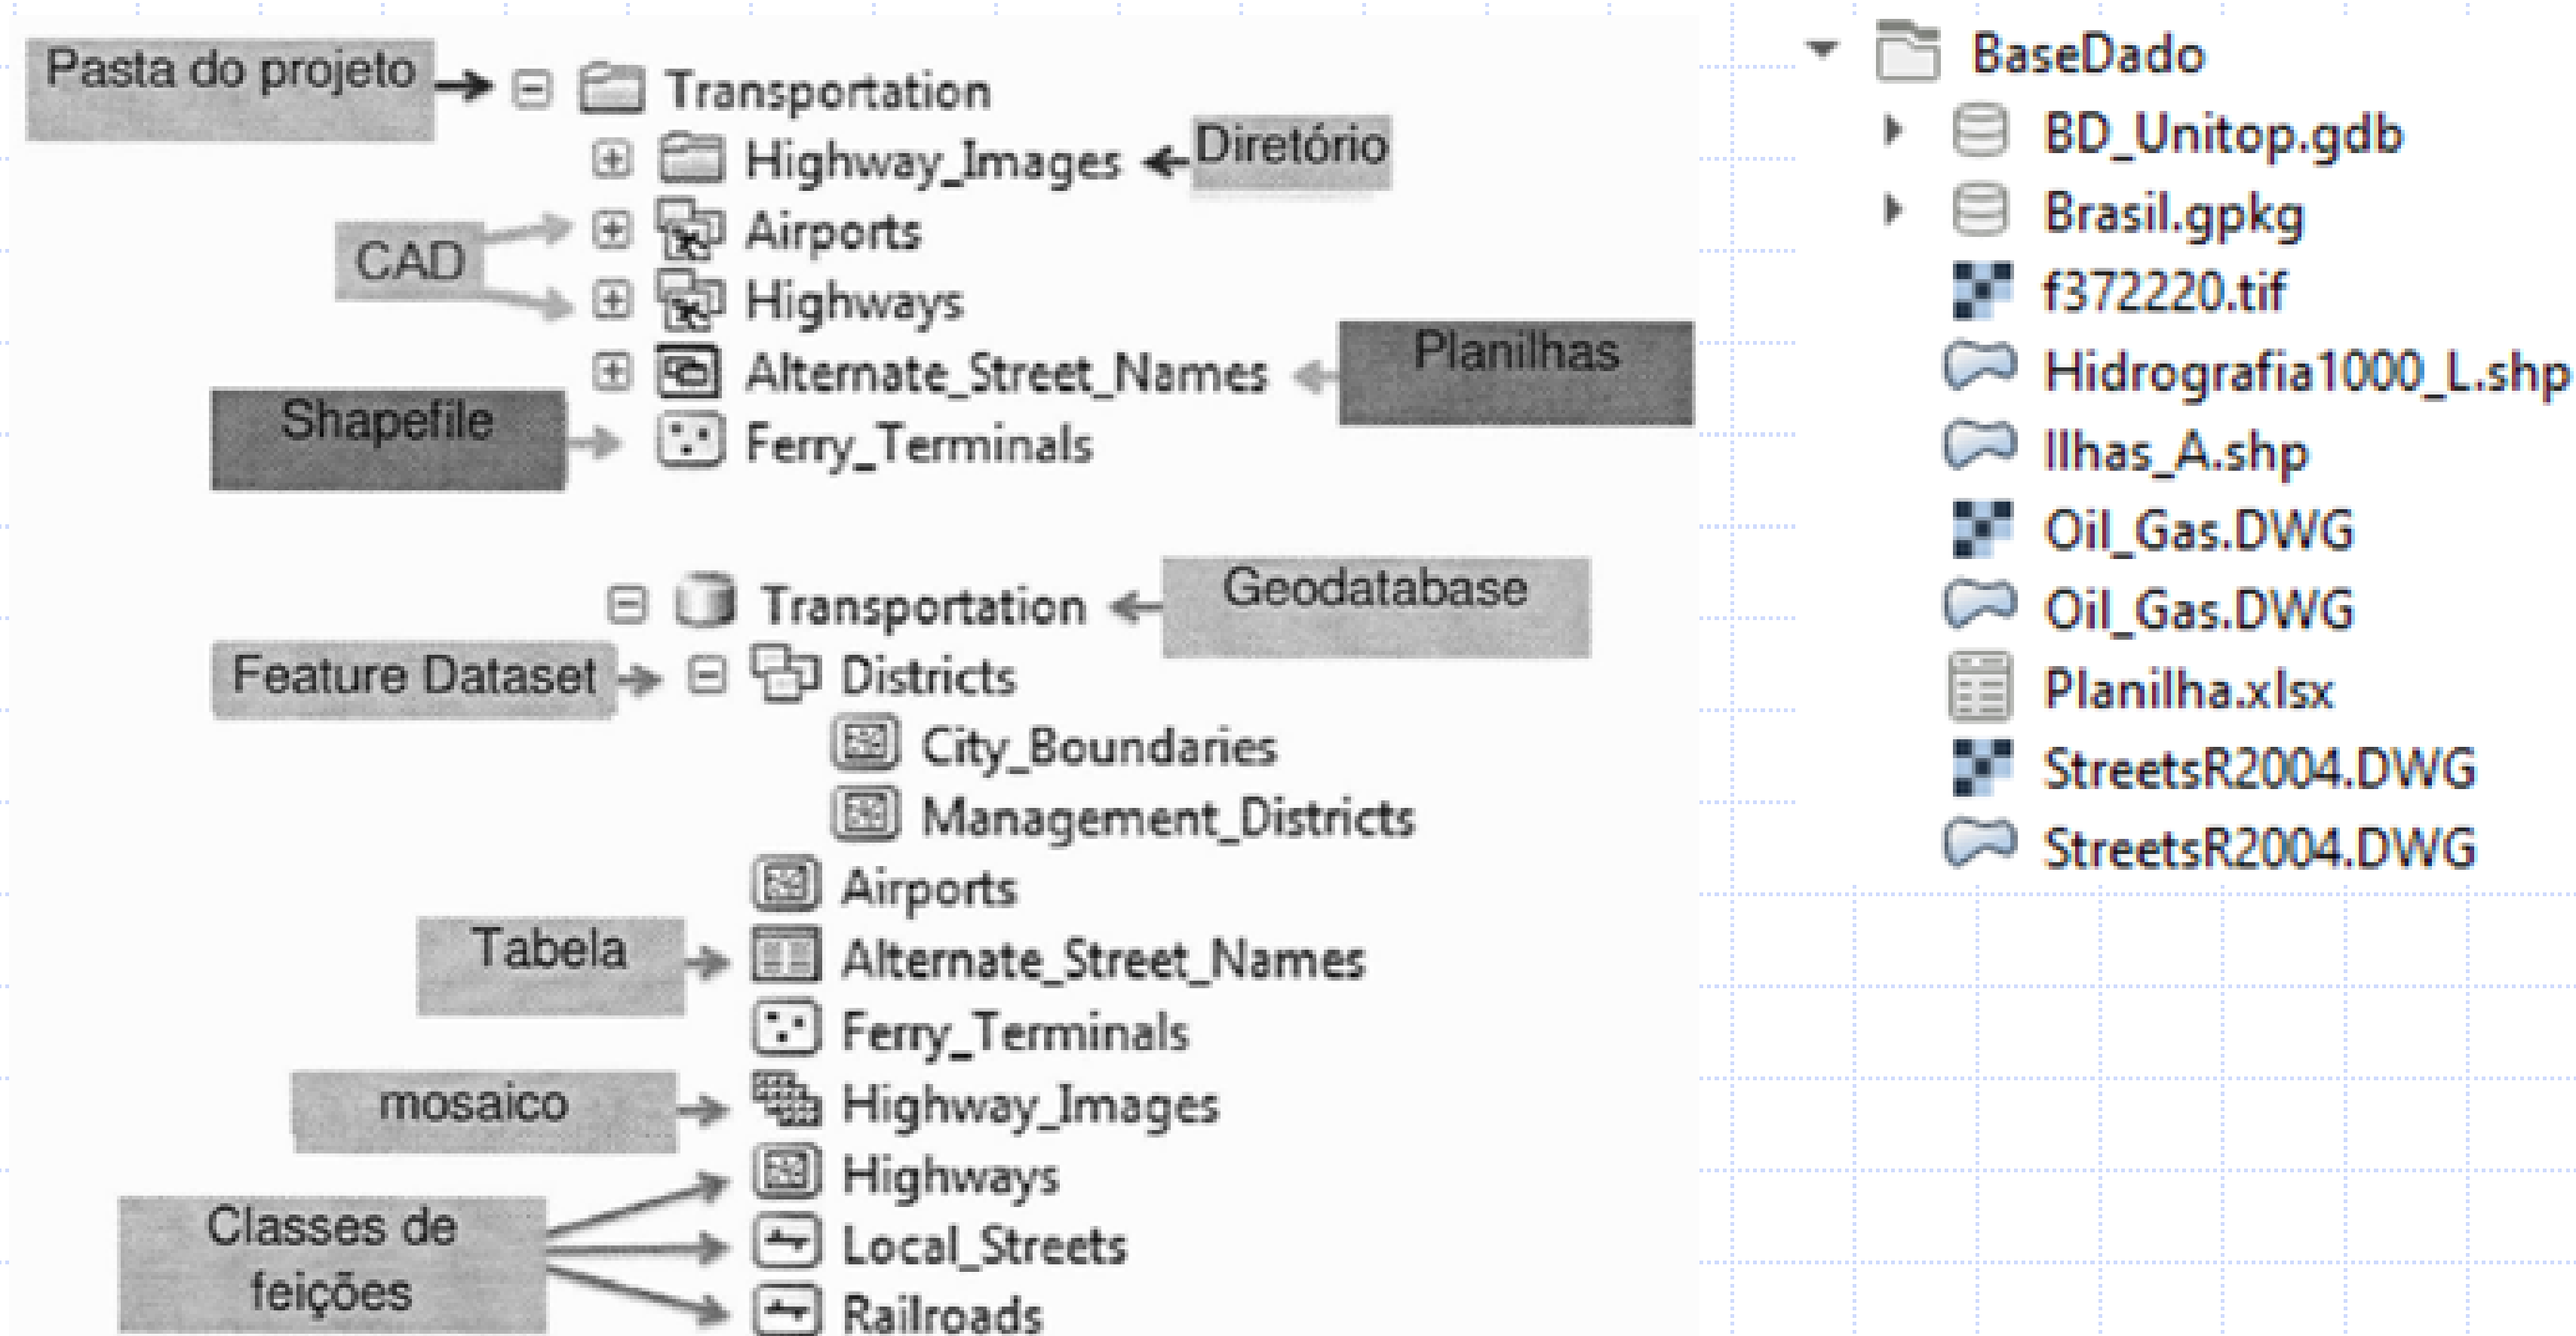 Pasta do projeto
Transportation
Highway_Images
Diretório
CAD
Airports
Highways
Alternate_Street_Names
Planilhas
Shapefile
Ferry_Terminals
Transportation
Geodatabase
Feature Dataset
Districts
City_Boundaries
Management_Districts
Airports
Tabela
Alternate_Street_Names
Ferry_Terminals
mosaico
Highway_Images
Highways
Classes de
feições
Local_Streets
Railroads
BaseDado
BD_Unitop.gdb
Brasil.gpkg
f372220.tif
Hidrografia1000_L.shp
Ilhas_A.shp
Oil_Gas.DWG
Oil_Gas.DWG
Planilha.xlsx
StreetsR2004.DWG
StreetsR2004.DWG